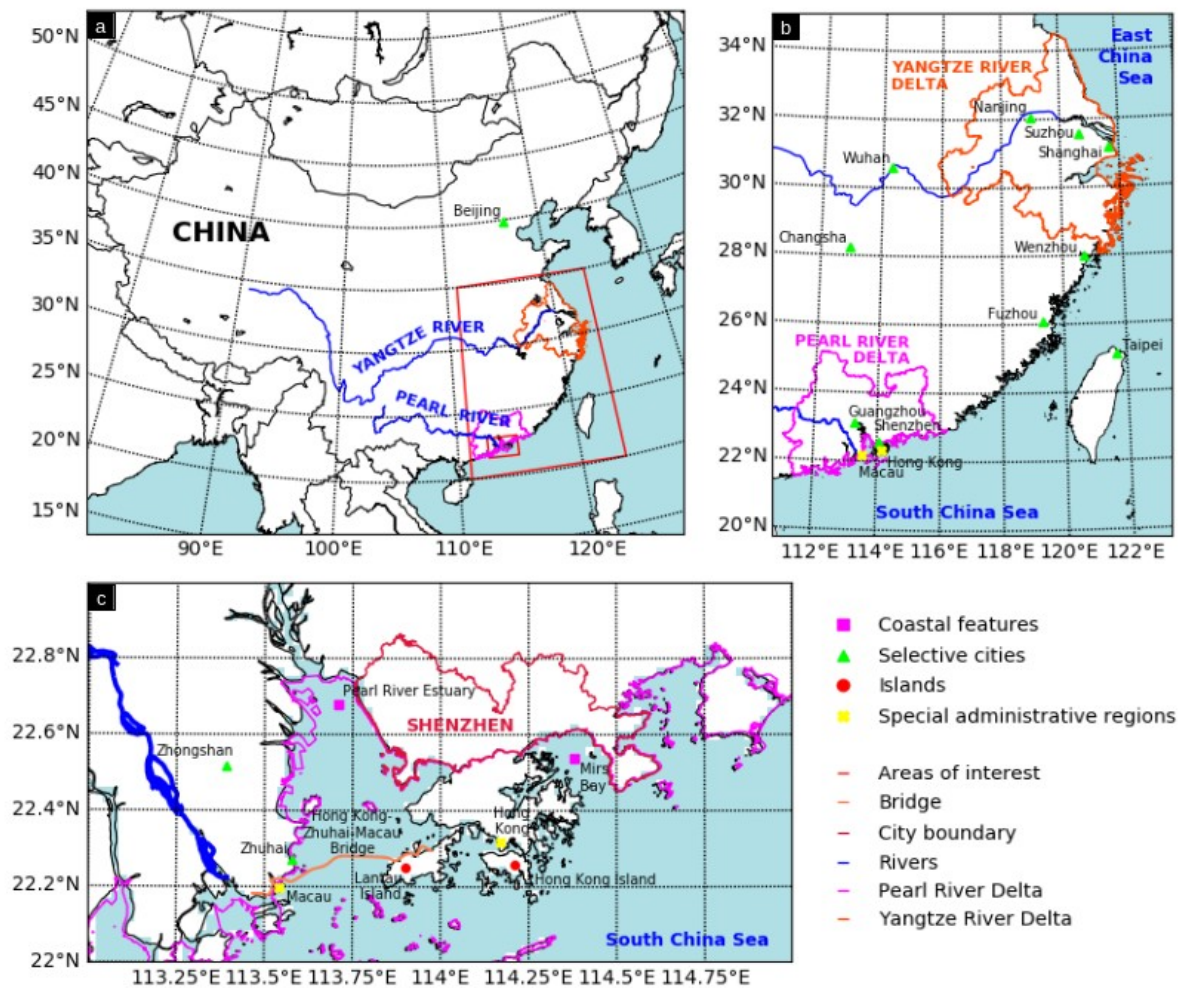 a
50°N
45°N
40°N
35°N
30°N
25°N
20°N
15°N
90°E
100°E
110°E
120°E
Beijing
CHINA
YANGTZE RIVER
PEARL RIVER
b
34°N
32°N
30°N
28°N
26°N
24°N
22°N
20°N
112°E
114°E
116°E
118°E
120°E
122°E
East
China
Sea
YANGTZE RIVER
DELTA
Nanjing
Suzhou
Shanghai
Wuhan
Changsha
Wenzhou
Fuzhou
PEARL RIVER
DELTA
Taipei
Guangzhou
Shenzhen
Hong Kong
Macau
South China Sea
c
22.8°N
22.6°N
22.4°N
22.2°N
22°N
113.25°E
113.5°E
113.75°E
114°E
114.25°E
114.5°E
114.75°E
Pearl River Estuary
SHENZHEN
Zhongshan
Mirs
Bay
Hong Kong-
Zhuhai-Macau
Bridge
Hong
Kong
Zhuhai
Lantau
Island
Hong Kong Island
Macau
South China Sea
Coastal features
Selective cities
Islands
Special administrative regions
Areas of interest
Bridge
City boundary
Rivers
Pearl River Delta
Yangtze River Delta